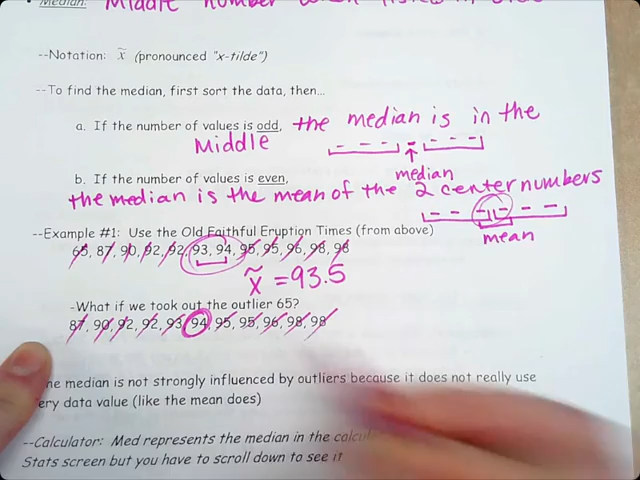 Median: Middle number when listed in
--Notation: x̃ (pronounced "x-tilde")
--To find the median, first sort the data, then...
a. If the number of values is odd, the median is in the
Middle
median
b. If the number of values is even,
the median is the mean of the 2 center numbers
mean
--Example #1: Use the Old Faithful Eruption Times (from above)
65, 87, 90, 92, 92, 93, 94, 95, 95, 96, 98, 98
x̃ = 93.5
-What if we took out the outlier 65?
87, 90, 92, 92, 93, 94, 95, 95, 96, 98, 98
median is not strongly influenced by outliers because it does not really use
data value (like the mean does)
--Calculator: Med represents the median in the
Stats screen but you have to scroll down to see it